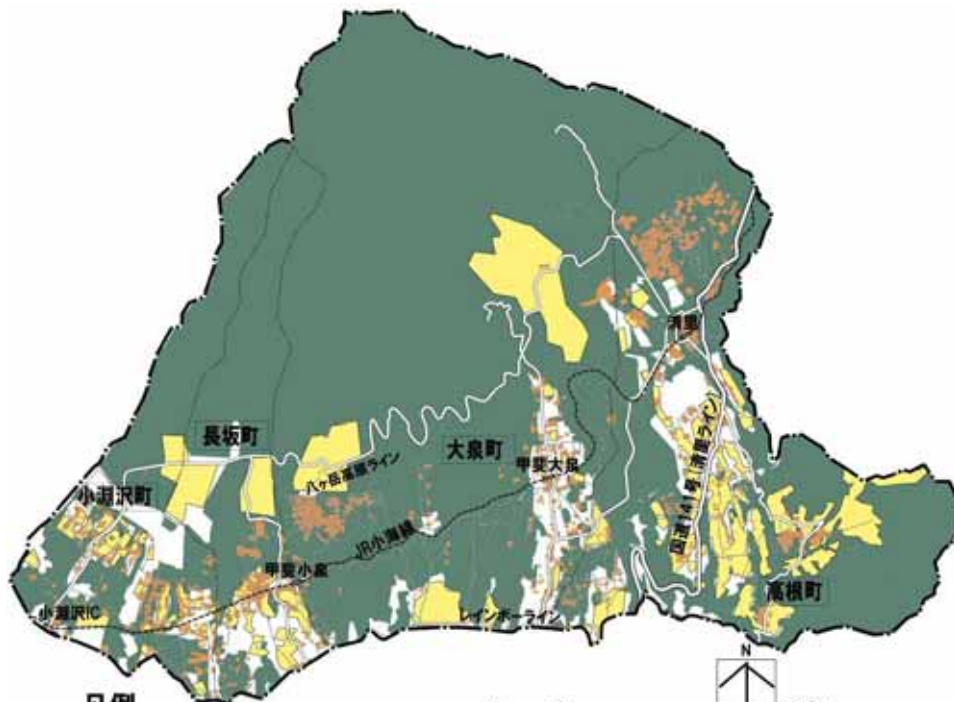 清里
長坂町
大泉町
八ヶ岳高原ライン
甲斐大泉
国道141号(清里ライン)
小淵沢町
JR小海線
甲斐小泉
高根町
小淵沢IC
レインボーライン
N
凡例